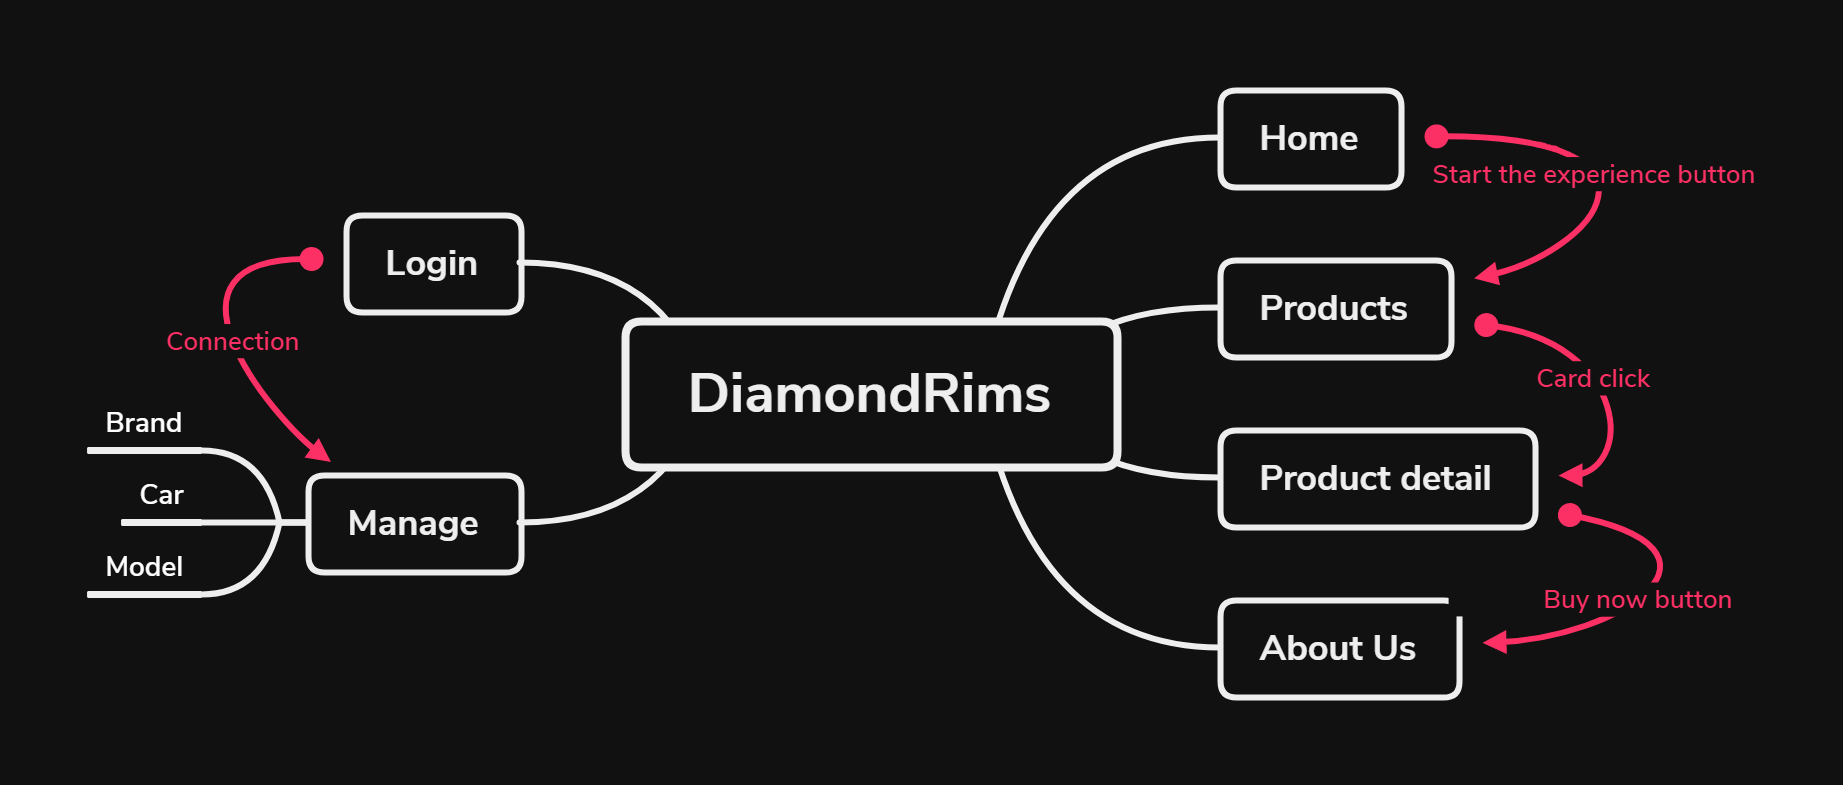 Home
Start the experience button
Login
Products
Connection
DiamondRims
Card click
Brand
Product detail
Car
Manage
Model
Buy now button
About Us